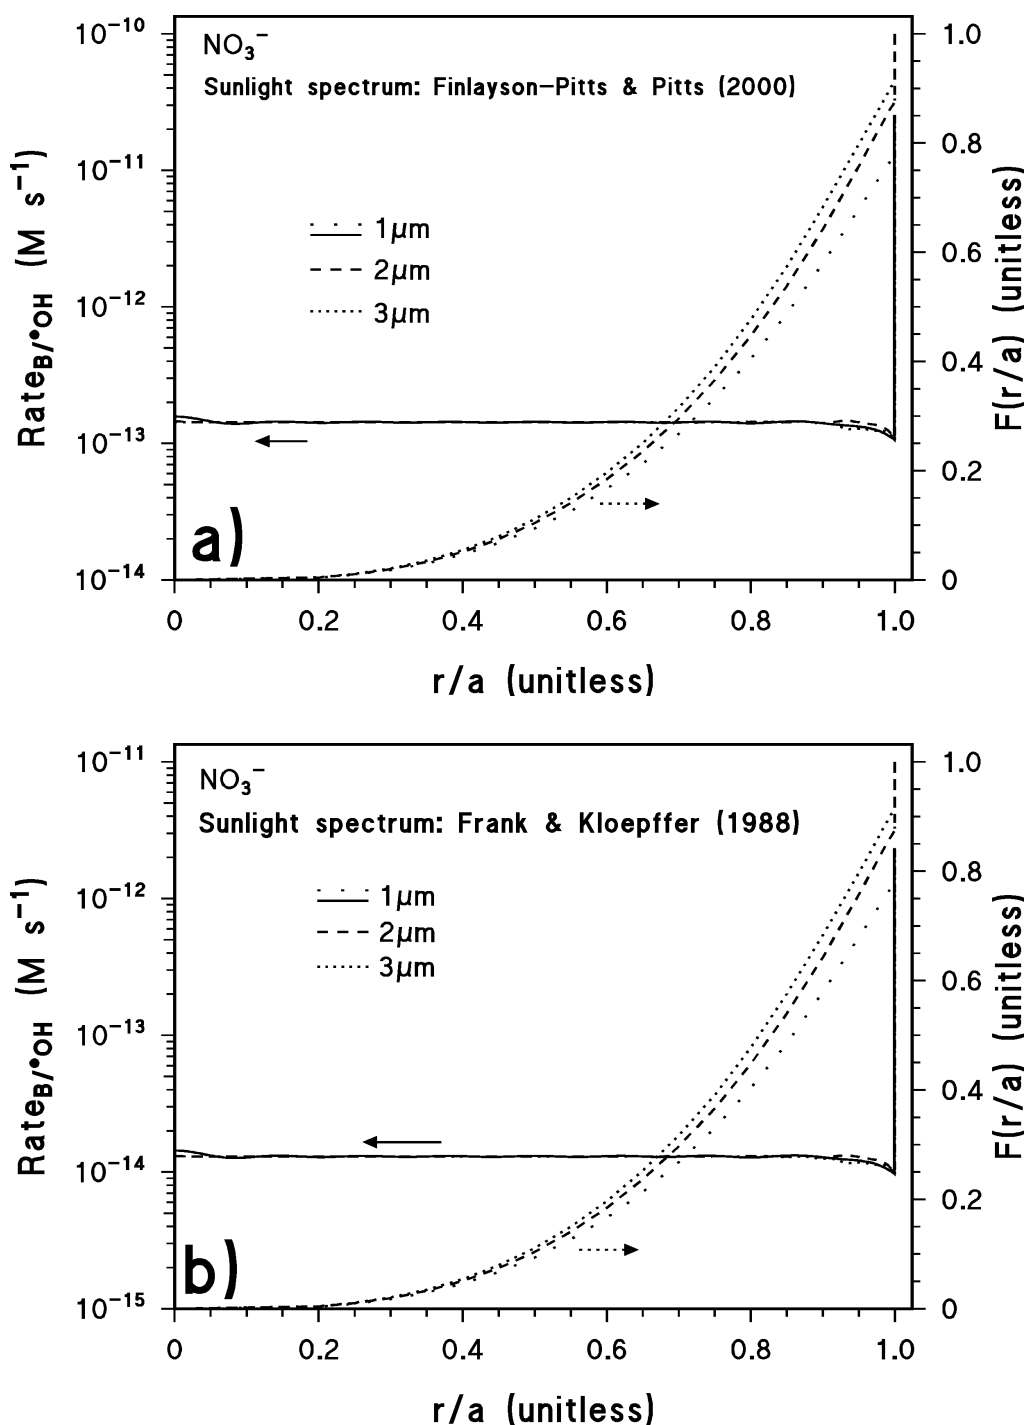 NO₃⁻
Sunlight spectrum: Finlayson–Pitts & Pitts (2000)
10⁻¹⁰
10⁻¹¹
10⁻¹²
10⁻¹³
10⁻¹⁴
Rate_B/•OH (M s⁻¹)
1μm
2μm
3μm
a)
1.0
0.8
0.6
0.4
0.2
0
F(r/a) (unitless)
0 0.2 0.4 0.6 0.8 1.0
r/a (unitless)
NO₃⁻
Sunlight spectrum: Frank & Kloepffer (1988)
10⁻¹¹
10⁻¹²
10⁻¹³
10⁻¹⁴
10⁻¹⁵
Rate_B/•OH (M s⁻¹)
1μm
2μm
3μm
b)
1.0
0.8
0.6
0.4
0.2
0
F(r/a) (unitless)
0 0.2 0.4 0.6 0.8 1.0
r/a (unitless)